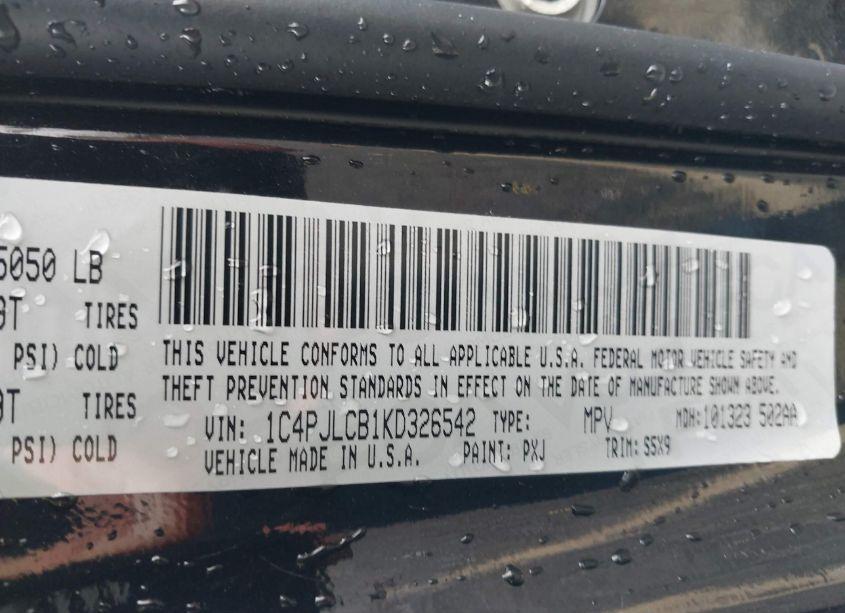 5050 LB
TIRES
PSI) COLD
TIRES
PSI) COLD
THIS VEHICLE CONFORMS TO ALL APPLICABLE U.S.A. FEDERAL MOTOR VEHICLE SAFETY AND
THEFT PREVENTION STANDARDS IN EFFECT ON THE DATE OF MANUFACTURE SHOWN ABOVE.
VIN: 1C4PJLCB1KD326542 TYPE: MPV MDH: 101323 502AA
VEHICLE MADE IN U.S.A. PAINT: PXJ TRIM: S5X9